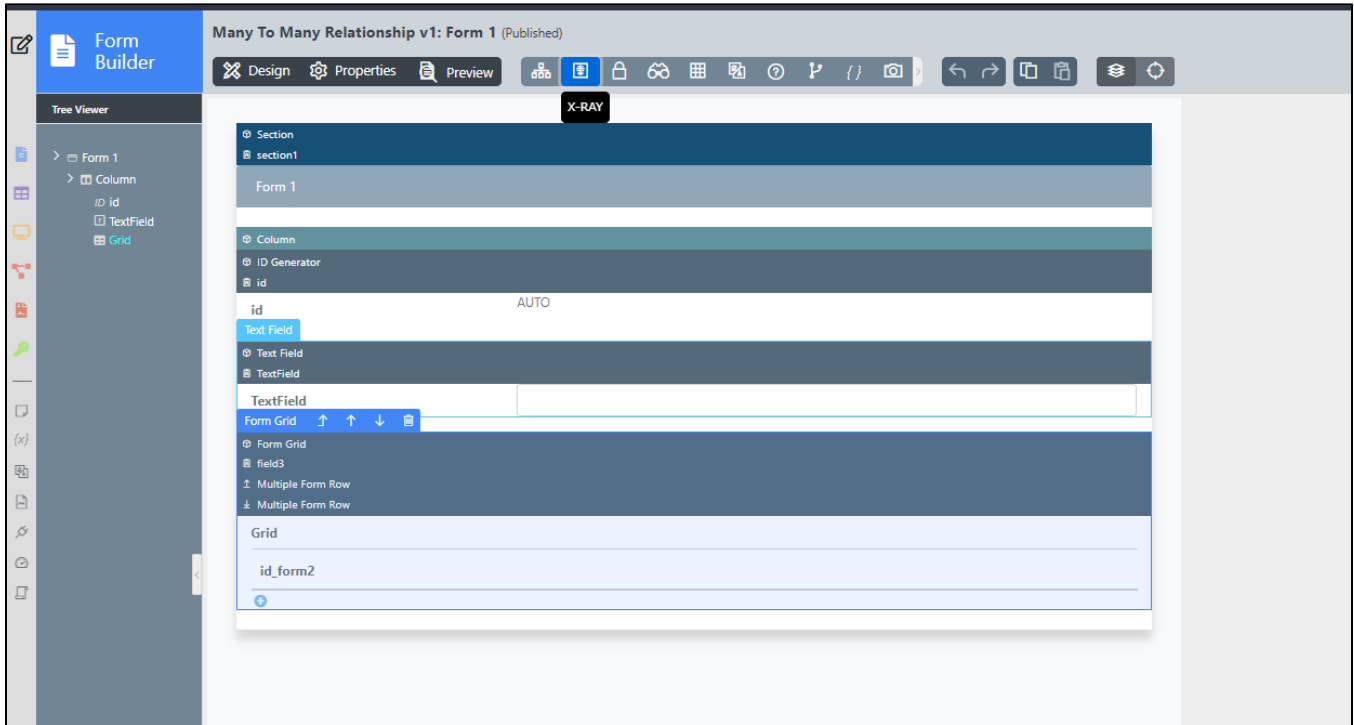 Form
Builder
Many To Many Relationship v1: Form 1 (Published)
Design Properties Preview
X-RAY
Tree Viewer
Form 1
Column
ID id
TextField
Grid
Section
section1
Form 1
Column
ID Generator
id
id AUTO
Text Field
Text Field
TextField
TextField
Form Grid
Form Grid
field3
Multiple Form Row
Multiple Form Row
Grid
id_form2